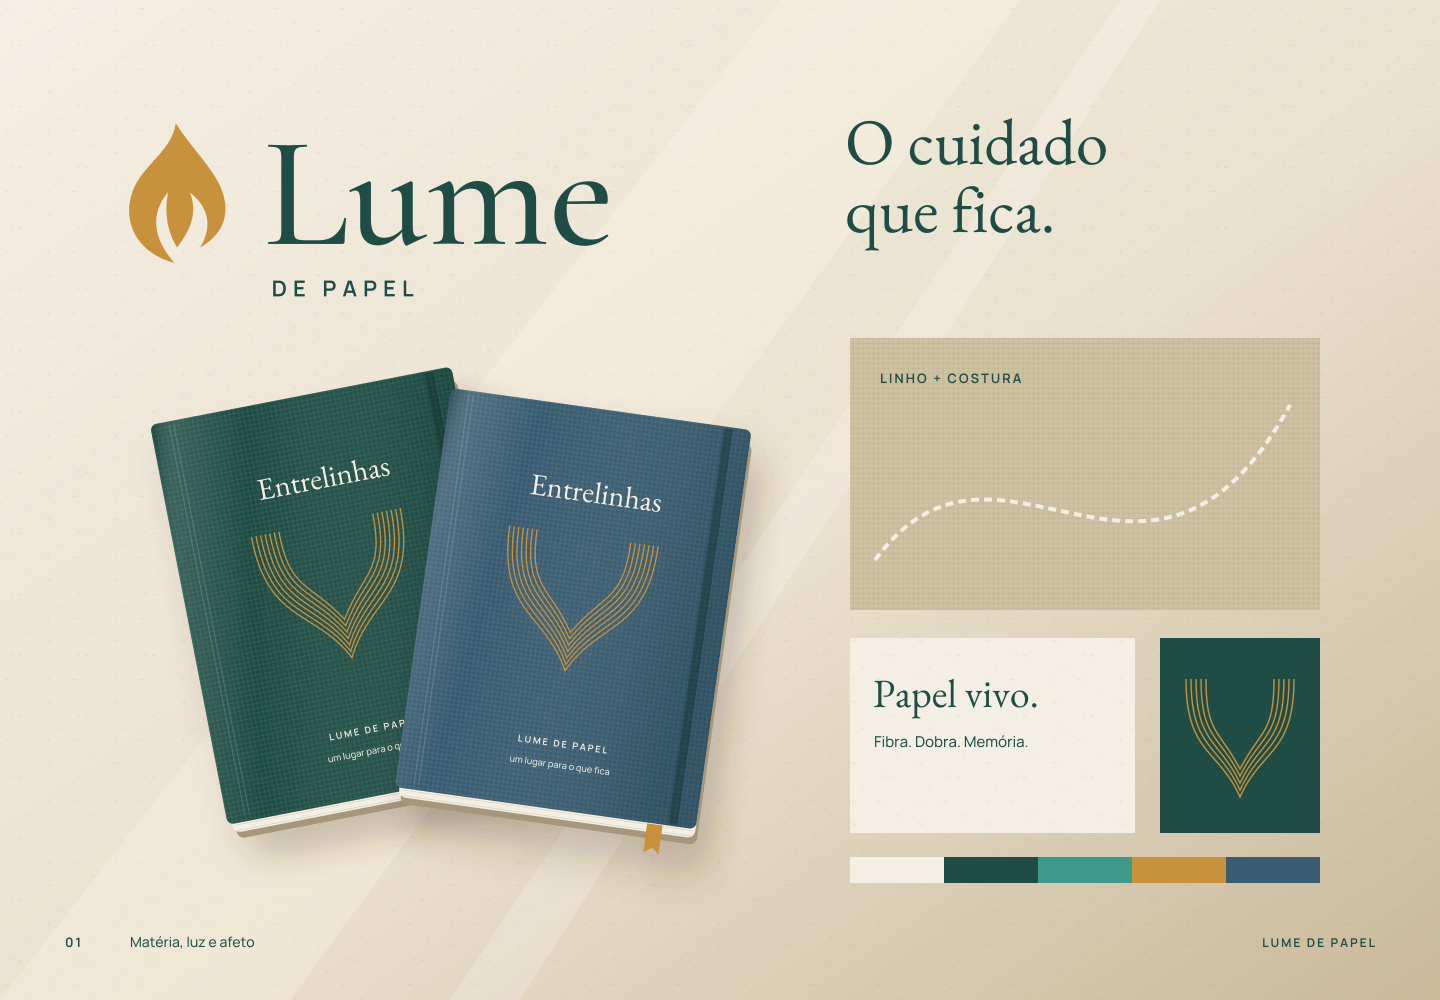 Lume
DE PAPEL
O cuidado
que fica.
Entrelinhas
LUME DE PAP
um lugar para o q
Entrelinhas
LUME DE PAPEL
um lugar para o que fica
LINHO + COSTURA
Papel vivo.
Fibra. Dobra. Memória.
01
Matéria, luz e afeto
LUME DE PAPEL